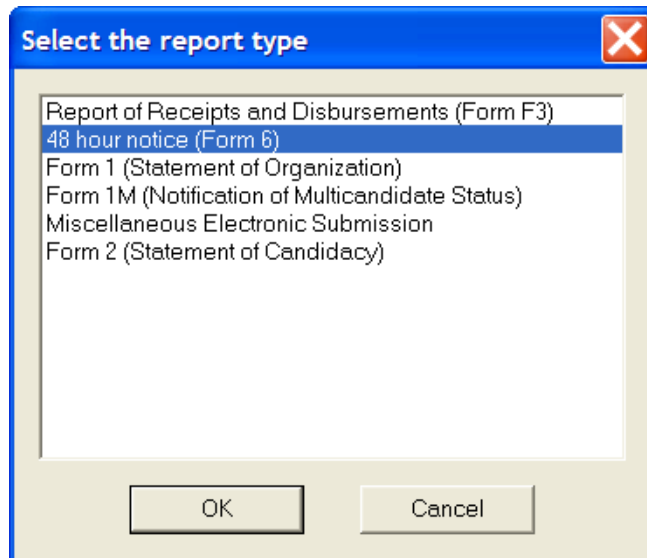 Select the report type
Report of Receipts and Disbursements (Form F3)
48 hour notice (Form 6)
Form 1 (Statement of Organization)
Form 1M (Notification of Multicandidate Status)
Miscellaneous Electronic Submission
Form 2 (Statement of Candidacy)
OK Cancel